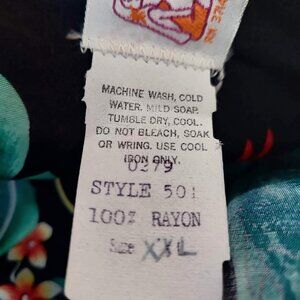 MACHINE WASH, COLD
WATER. MILD SOAP.
TUMBLE DRY, COOL.
DO NOT BLEACH, SOAK
OR WRING. USE COOL
IRON ONLY.
0279
STYLE 501
100% RAYON
Size XXL